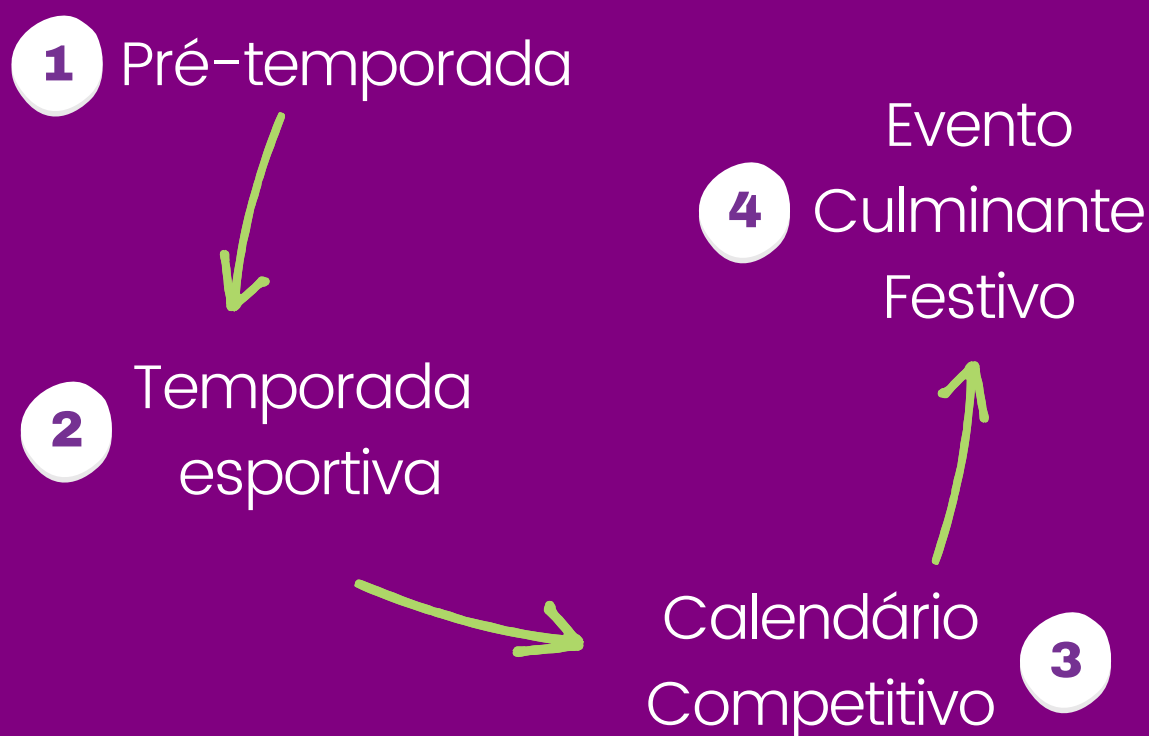 1 Pré-temporada
2 Temporada
esportiva
Calendário
Competitivo 3
Evento
4 Culminante
Festivo